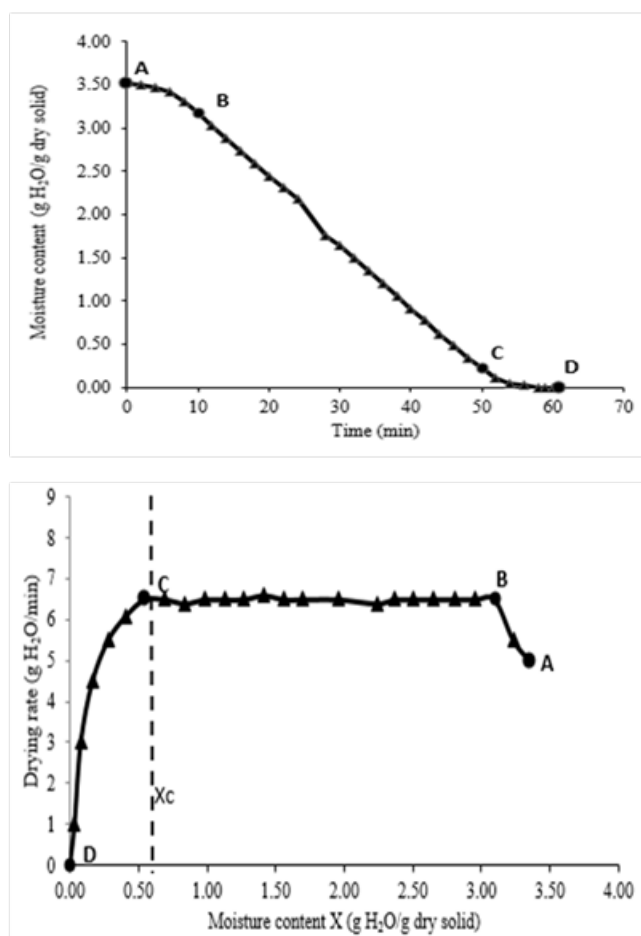 4.00
3.50
3.00
2.50
2.00
1.50
1.00
0.50
0.00
Moisture content (g H₂O/g dry solid)
A
B
C
D
0 10 20 30 40 50 60 70
Time (min)
9
8
7
6
5
4
3
2
1
0
Drying rate (g H₂O/min)
C
B
A
Xc
D
0.00 0.50 1.00 1.50 2.00 2.50 3.00 3.50 4.00
Moisture content X (g H₂O/g dry solid)